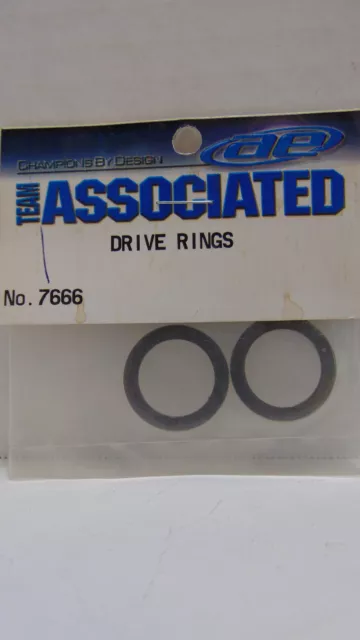 CHAMPIONS BY DESIGN
ae
TEAM
ASSOCIATED
DRIVE RINGS
No. 7666